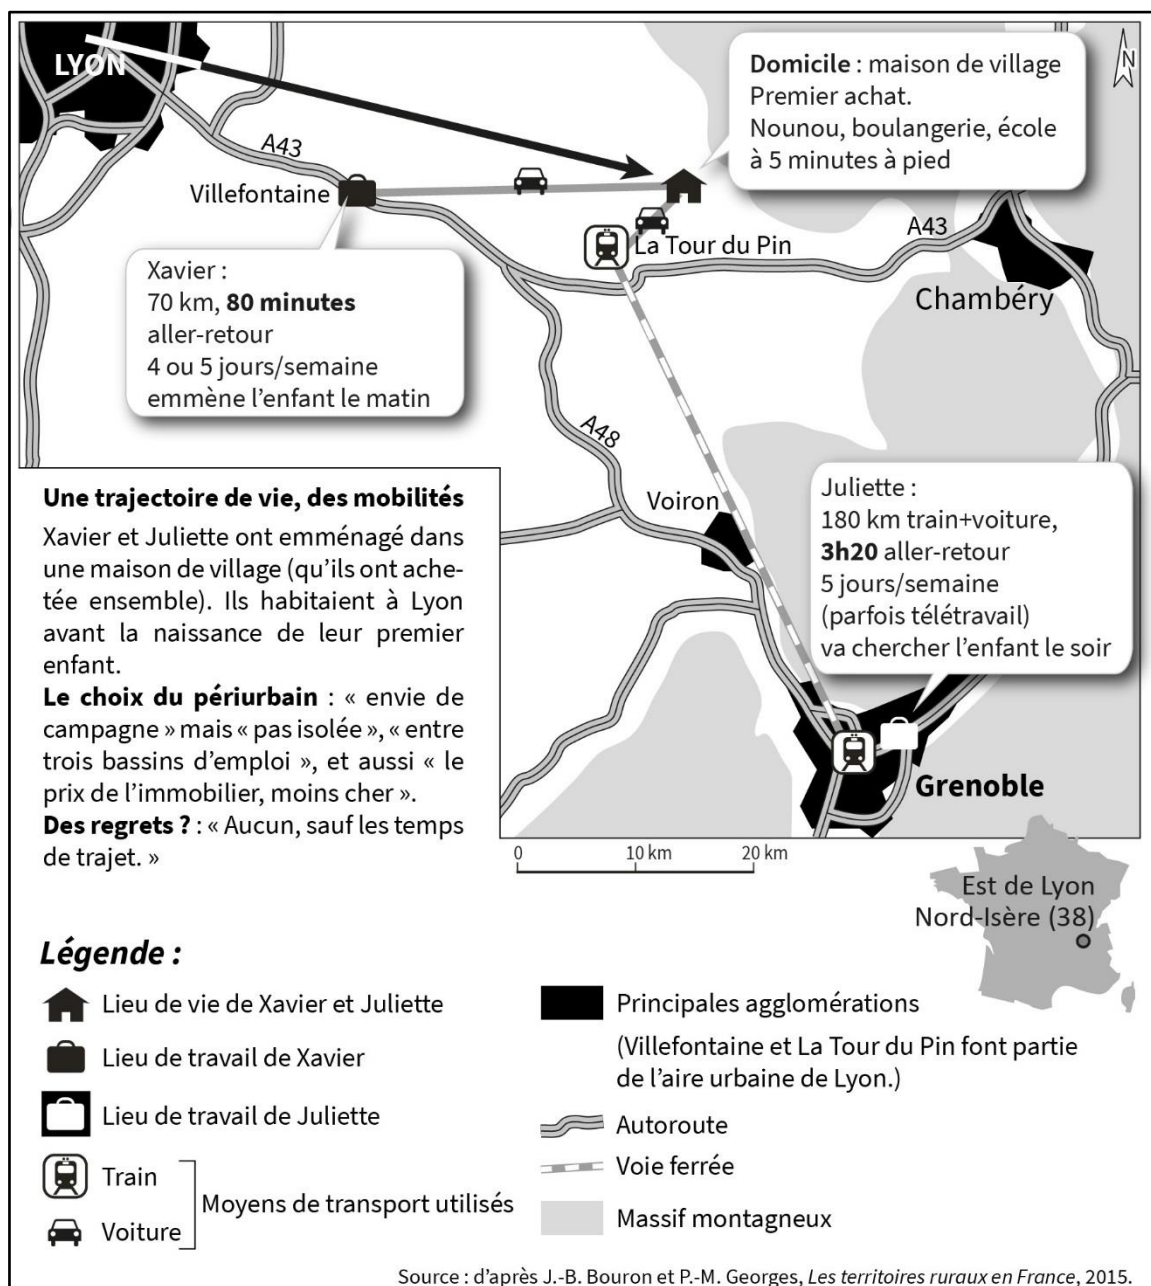 LYON
N
Domicile : maison de village
Premier achat.
Nounou, boulangerie, école
à 5 minutes à pied
A43
Villefontaine
La Tour du Pin
A43
Chambéry
Xavier :
70 km, 80 minutes
aller-retour
4 ou 5 jours/semaine
emmène l’enfant le matin
A48
Voiron
Juliette :
180 km train+voiture,
3h20 aller-retour
5 jours/semaine
(parfois télétravail)
va chercher l’enfant le soir
Grenoble
Une trajectoire de vie, des mobilités
Xavier et Juliette ont emménagé dans
une maison de village (qu’ils ont ache-
tée ensemble). Ils habitaient à Lyon
avant la naissance de leur premier
enfant.
Le choix du périurbain : « envie de
campagne » mais « pas isolée », « entre
trois bassins d’emploi », et aussi « le
prix de l’immobilier, moins cher ».
Des regrets ? : « Aucun, sauf les temps
de trajet. »
0 10 km 20 km
Est de Lyon
Nord-Isère (38)
Légende :
Lieu de vie de Xavier et Juliette
Lieu de travail de Xavier
Lieu de travail de Juliette
Train
Voiture
Moyens de transport utilisés
Principales agglomérations
(Villefontaine et La Tour du Pin font partie
de l’aire urbaine de Lyon.)
Autoroute
Voie ferrée
Massif montagneux
Source : d’après J.-B. Bouron et P.-M. Georges, Les territoires ruraux en France, 2015.